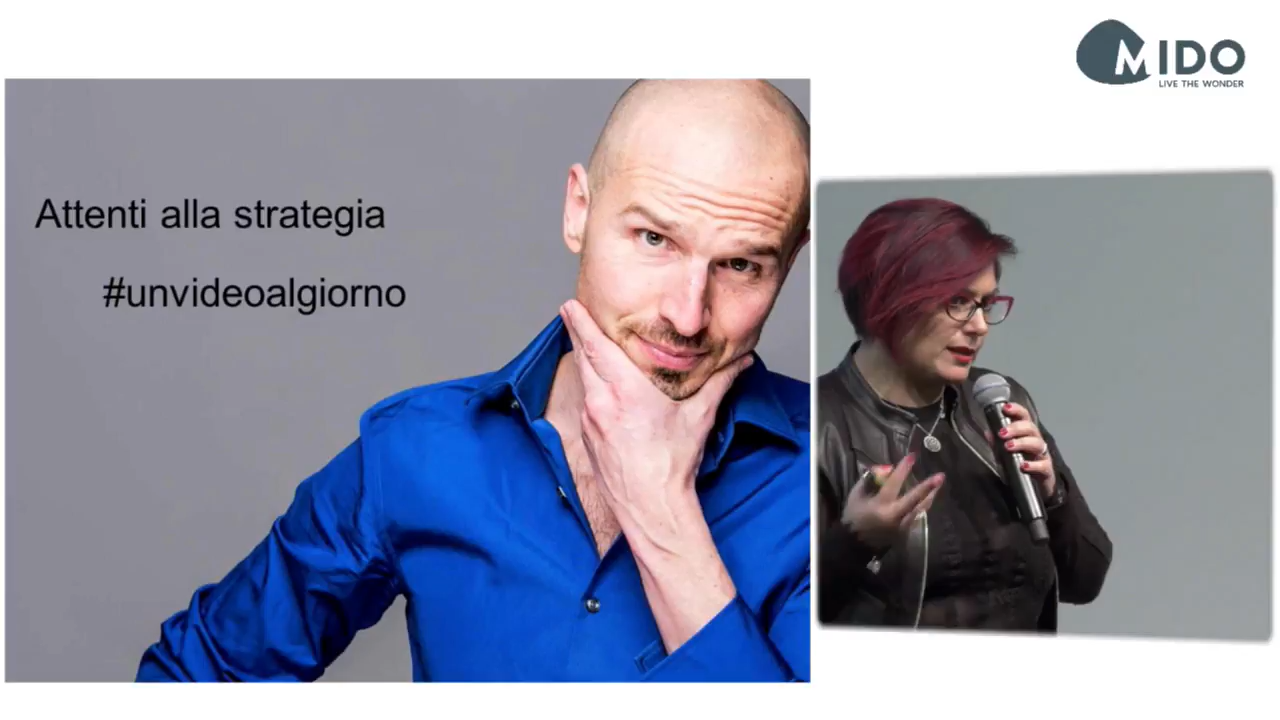 MIDO
LIVE THE WONDER
Attenti alla strategia
#unvideoalgiorno